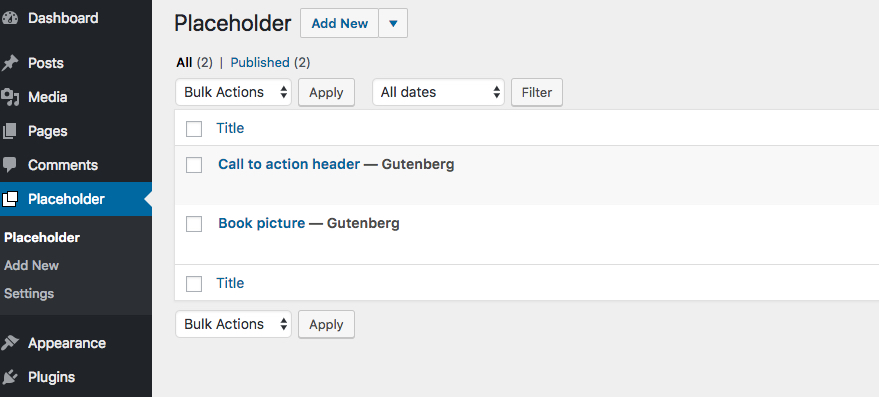 Dashboard
Posts
Media
Pages
Comments
Placeholder
Placeholder
Add New
Settings
Appearance
Plugins
Placeholder Add New
All (2) | Published (2)
Bulk Actions Apply All dates Filter
Title
Call to action header — Gutenberg
Book picture — Gutenberg
Title
Bulk Actions Apply